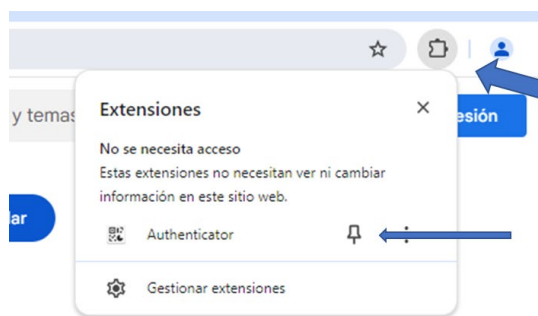 y temas
Extensiones
esión
No se necesita acceso
Estas extensiones no necesitan ver ni cambiar
información en este sitio web.
ar
Authenticator
Gestionar extensiones